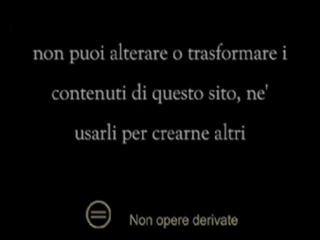 non puoi alterare o trasformare i
contenuti di questo sito, ne'
usarli per crearne altri
Non opere derivate